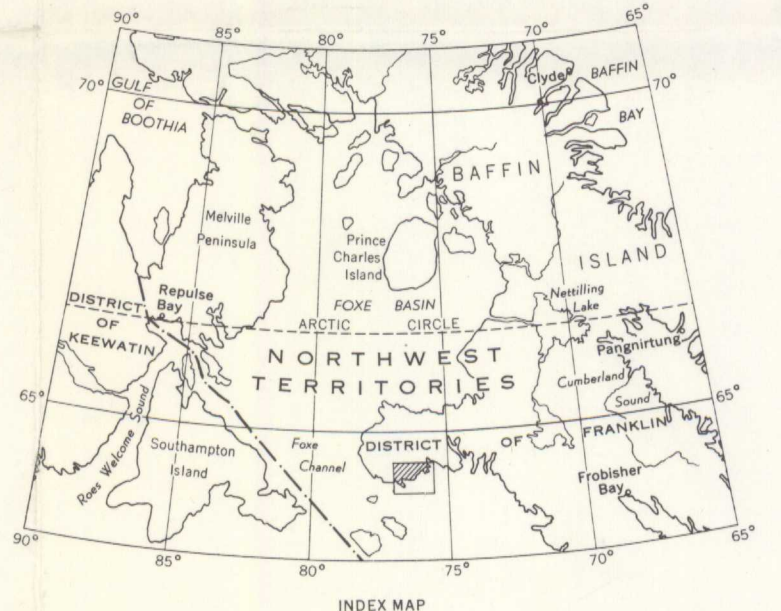 90°
85°
80°
75°
70°
65°
70°
GULF
OF
BOOTHIA
Clyde
BAFFIN
BAY
70°
BAFFIN
ISLAND
Melville
Peninsula
Prince
Charles
Island
FOXE BASIN
Nettilling
Lake
Repulse
Bay
DISTRICT
OF
KEEWATIN
ARCTIC CIRCLE
NORTHWEST
TERRITORIES
Pangnirtung
Cumberland
Sound
65°
65°
Roes Welcome Sound
Southampton
Island
Foxe
Channel
DISTRICT OF FRANKLIN
Frobisher
Bay
90°
85°
80°
75°
70°
65°
INDEX MAP